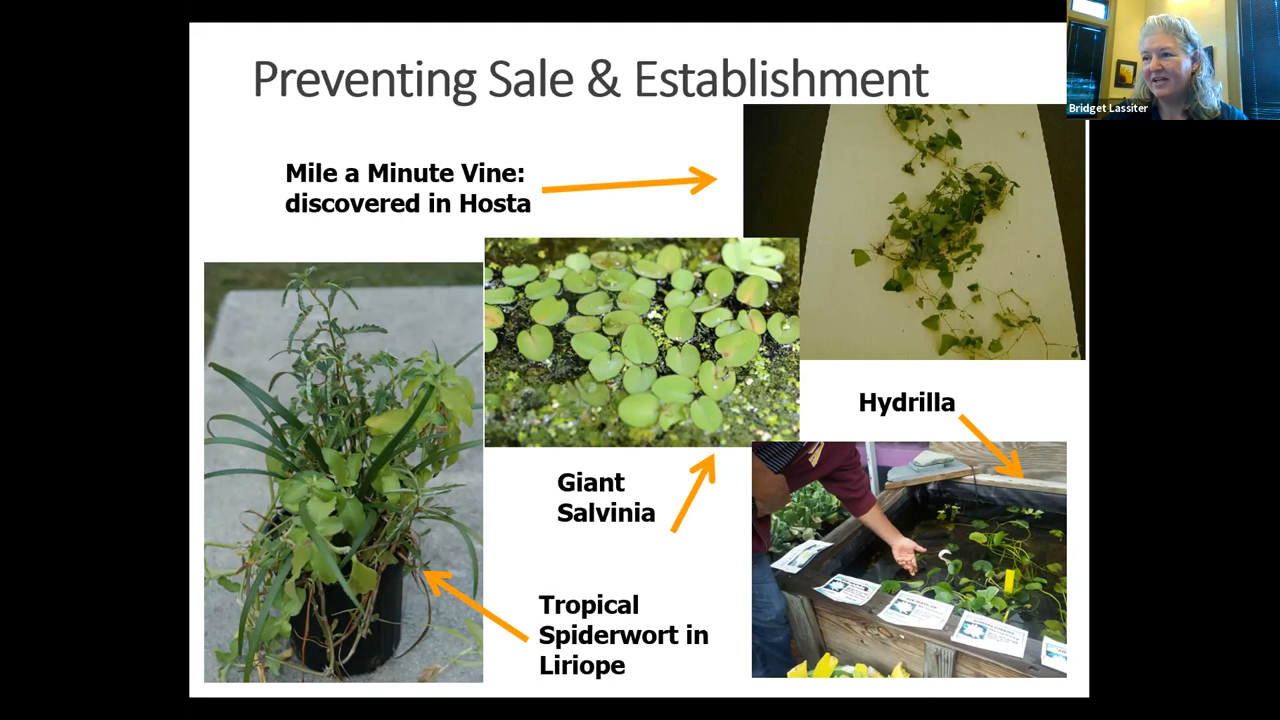 Preventing Sale & Establishment
Bridget Lassiter
Mile a Minute Vine:
discovered in Hosta
Hydrilla
Giant
Salvinia
Tropical
Spiderwort in
Liriope